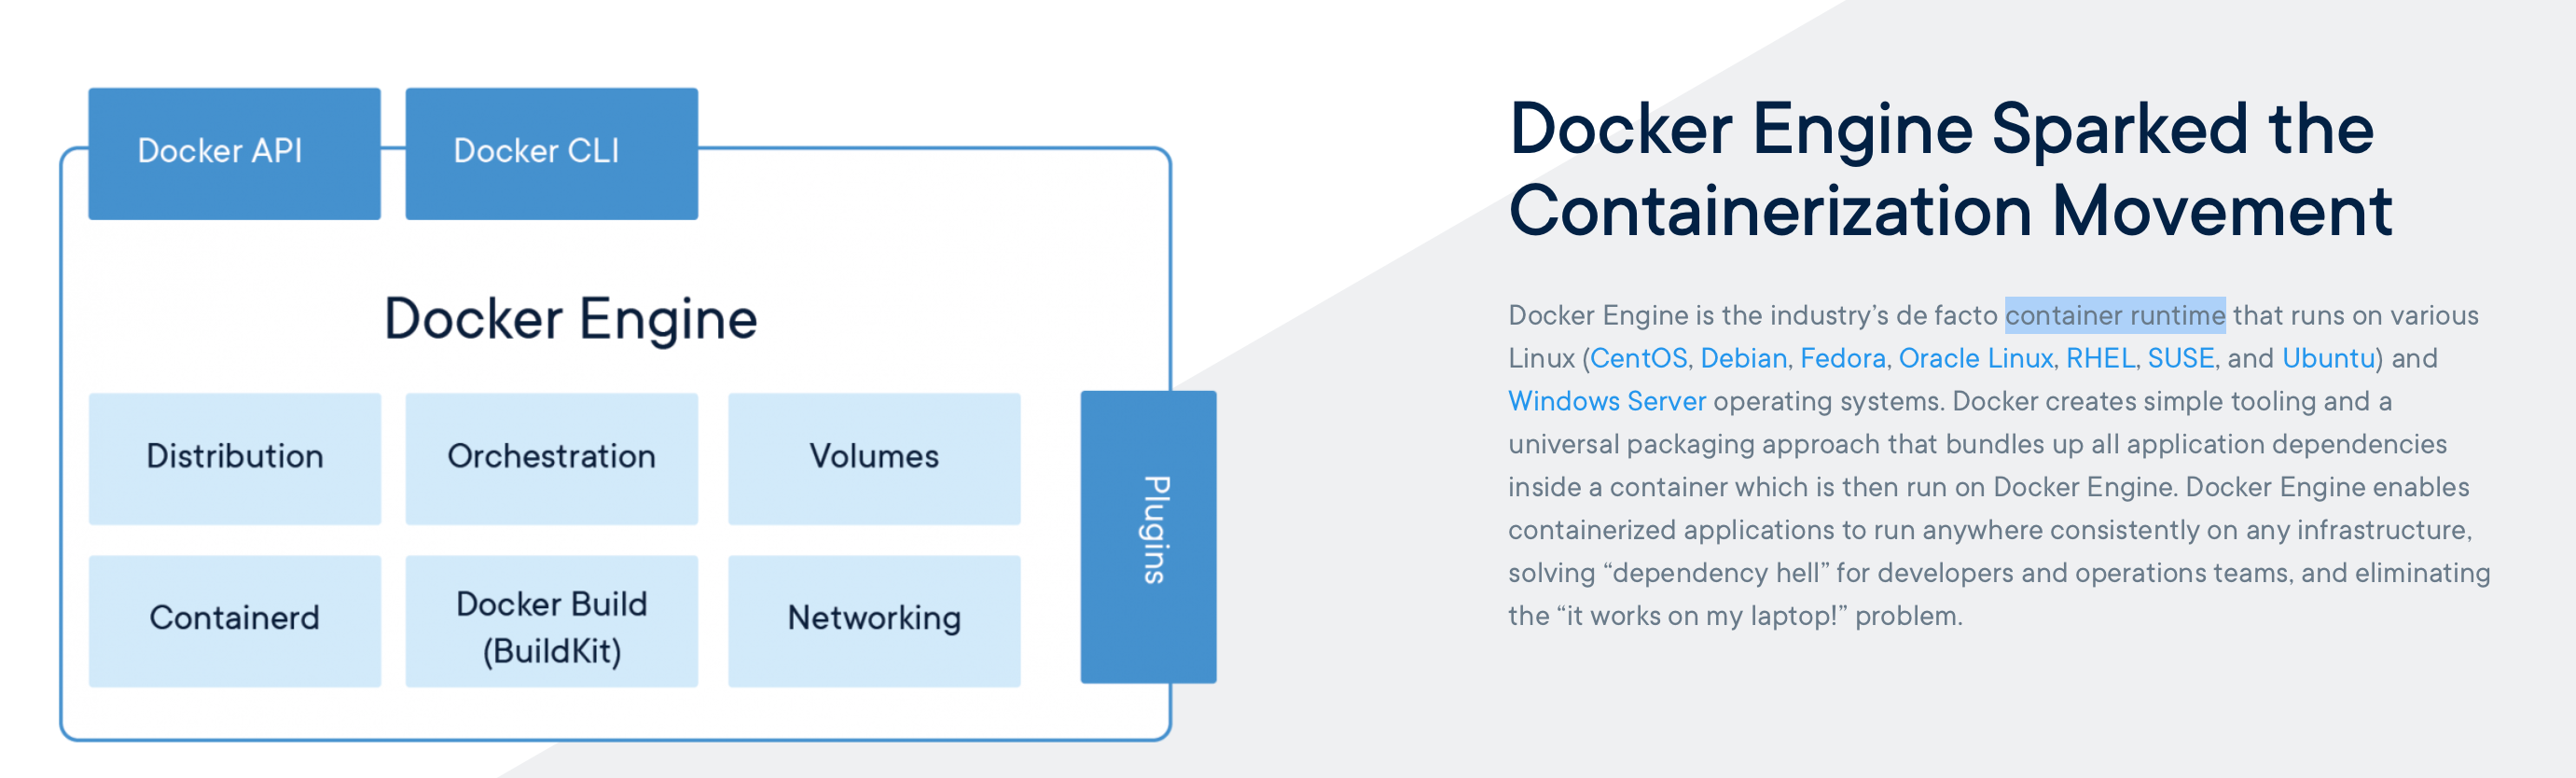 Docker API
Docker CLI
Docker Engine
Distribution
Orchestration
Volumes
Containerd
Docker Build
(BuildKit)
Networking
Plugins
Docker Engine Sparked the
Containerization Movement
Docker Engine is the industry’s de facto container runtime that runs on various
Linux (CentOS, Debian, Fedora, Oracle Linux, RHEL, SUSE, and Ubuntu) and
Windows Server operating systems. Docker creates simple tooling and a
universal packaging approach that bundles up all application dependencies
inside a container which is then run on Docker Engine. Docker Engine enables
containerized applications to run anywhere consistently on any infrastructure,
solving “dependency hell” for developers and operations teams, and eliminating
the “it works on my laptop!” problem.